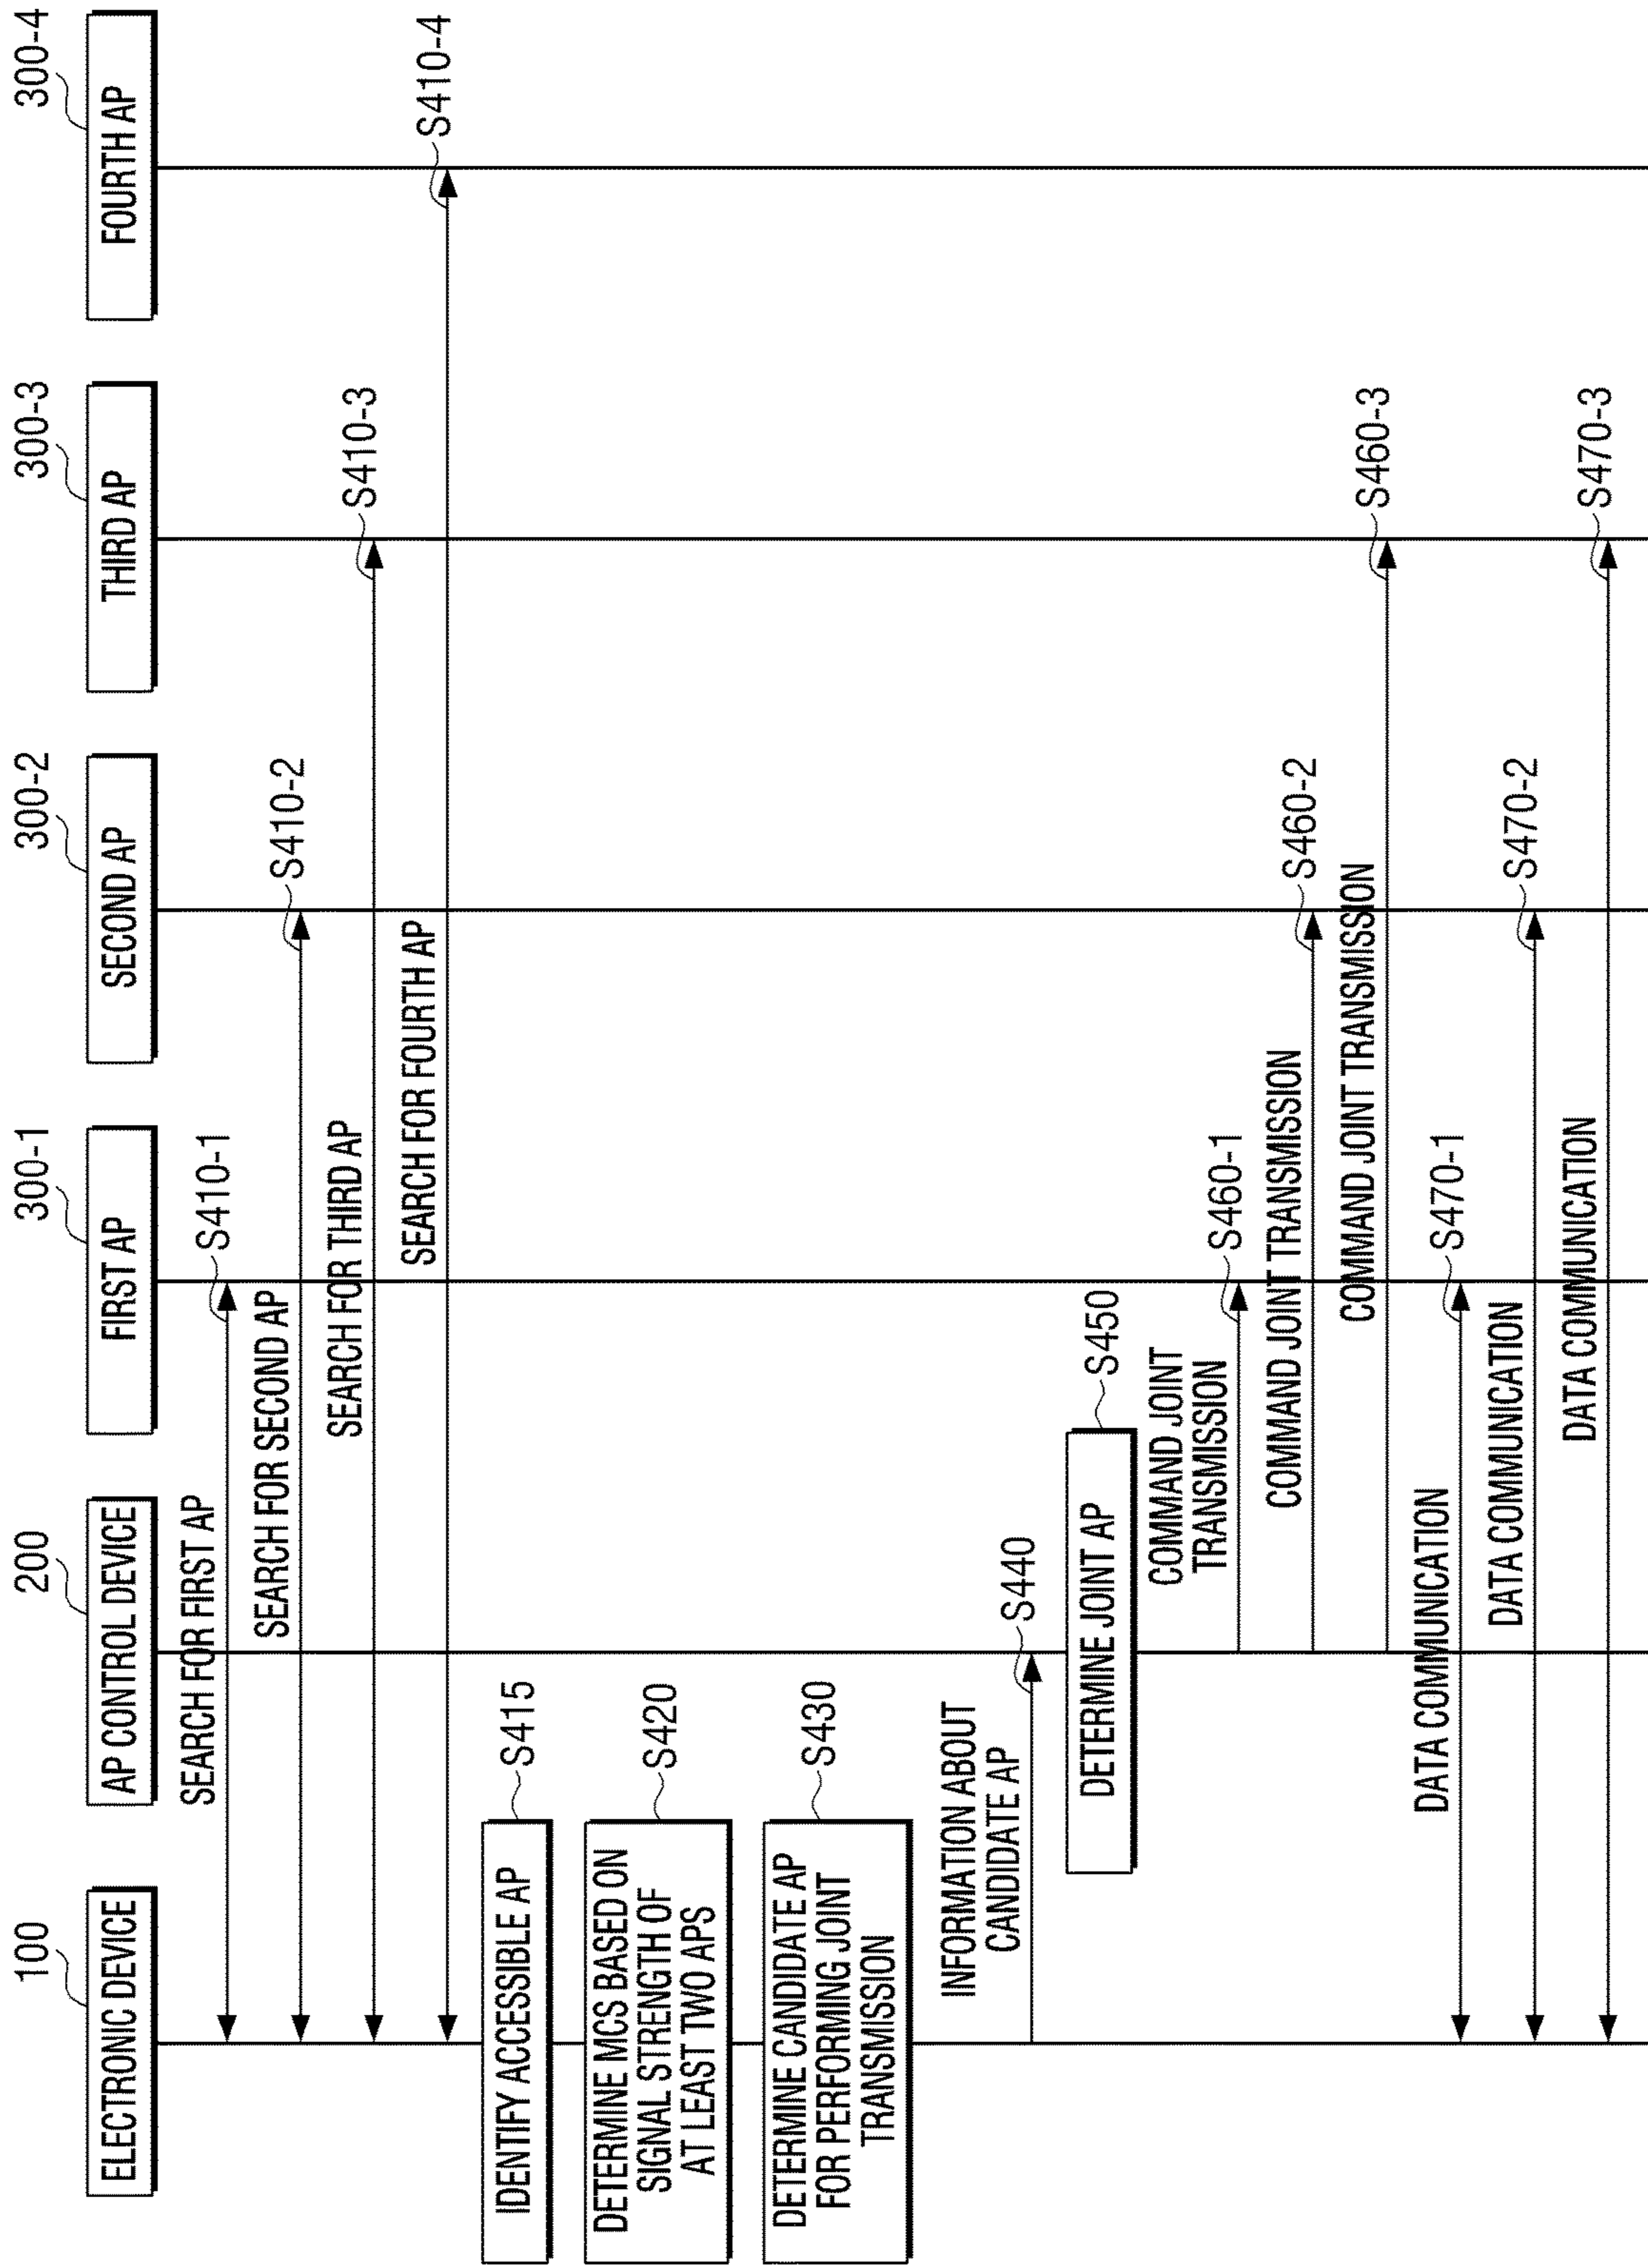 100
200
300-1
300-2
300-3
300-4
ELECTRONIC DEVICE
AP CONTROL DEVICE
FIRST AP
SECOND AP
THIRD AP
FOURTH AP
SEARCH FOR FIRST AP
S410-1
SEARCH FOR SECOND AP
S410-2
SEARCH FOR THIRD AP
S410-3
SEARCH FOR FOURTH AP
S410-4
IDENTIFY ACCESSIBLE AP
S415
DETERMINE MCS BASED ON
SIGNAL STRENGTH OF
AT LEAST TWO APS
S420
DETERMINE CANDIDATE AP
FOR PERFORMING JOINT
TRANSMISSION
S430
INFORMATION ABOUT
CANDIDATE AP
S440
DETERMINE JOINT AP
S450
COMMAND JOINT
TRANSMISSION
S460-1
COMMAND JOINT TRANSMISSION
S460-2
COMMAND JOINT TRANSMISSION
S460-3
DATA COMMUNICATION
S470-1
DATA COMMUNICATION
S470-2
DATA COMMUNICATION
S470-3